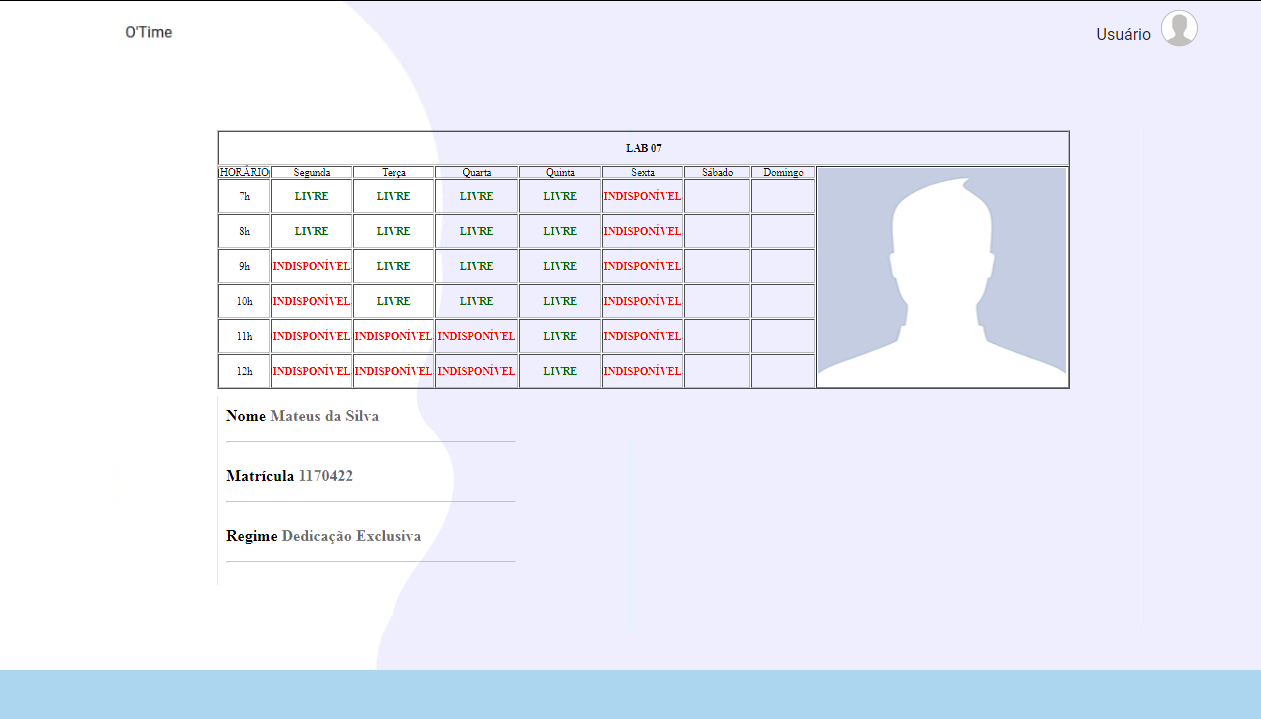 O'Time
Usuário
LAB 07
HORÁRIO Segunda Terça Quarta Quinta Sexta Sábado Domingo
7h LIVRE LIVRE LIVRE LIVRE INDISPONÍVEL
8h LIVRE LIVRE LIVRE LIVRE INDISPONÍVEL
9h INDISPONÍVEL LIVRE LIVRE LIVRE INDISPONÍVEL
10h INDISPONÍVEL LIVRE LIVRE LIVRE INDISPONÍVEL
11h INDISPONÍVEL INDISPONÍVEL INDISPONÍVEL LIVRE INDISPONÍVEL
12h INDISPONÍVEL INDISPONÍVEL INDISPONÍVEL LIVRE INDISPONÍVEL
Nome Mateus da Silva
Matrícula 1170422
Regime Dedicação Exclusiva